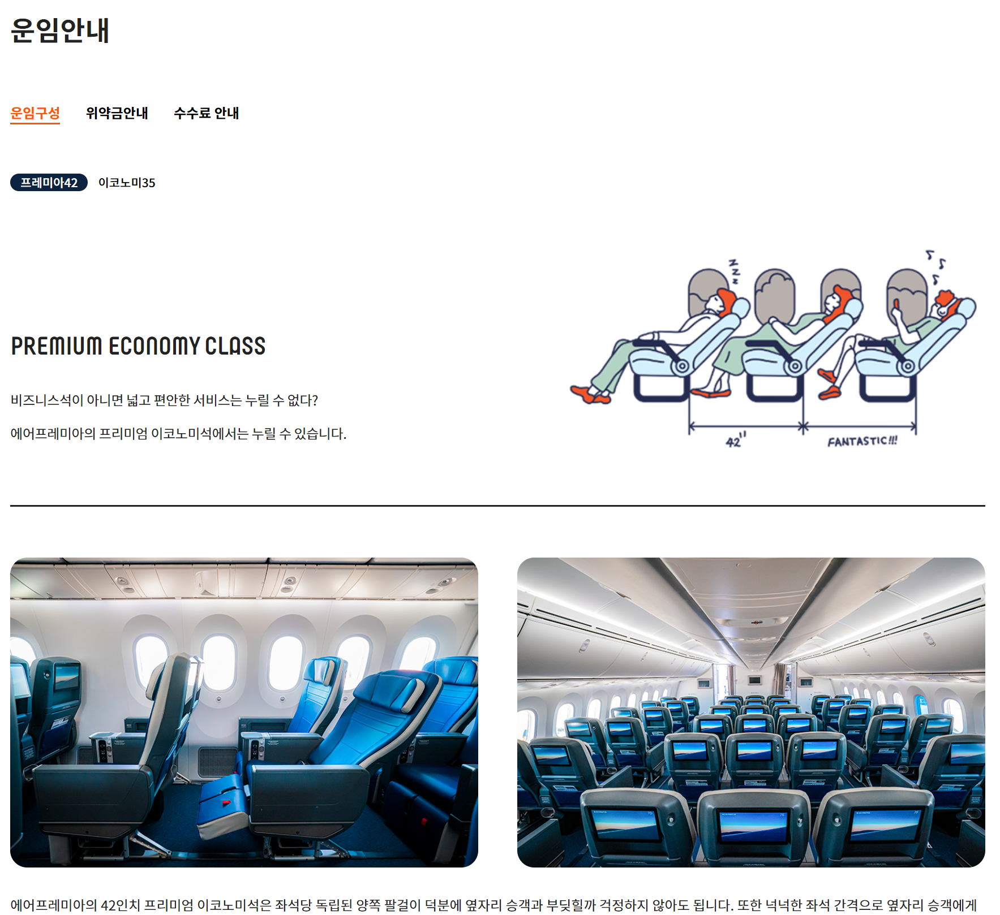 운임안내
운임구성 위약금안내 수수료 안내
프레미아42 이코노미35
PREMIUM ECONOMY CLASS
비즈니스석이 아니면 넓고 편안한 서비스는 누릴 수 없다?
에어프레미아의 프리미엄 이코노미석에서는 누릴 수 있습니다.
z z z
42"
FANTASTIC!!!
7D
7E
7F
에어프레미아의 42인치 프리미엄 이코노미석은 좌석당 독립된 양쪽 팔걸이 덕분에 옆자리 승객과 부딪힐까 걱정하지 않아도 됩니다. 또한 넉넉한 좌석 간격으로 옆자리 승객에게